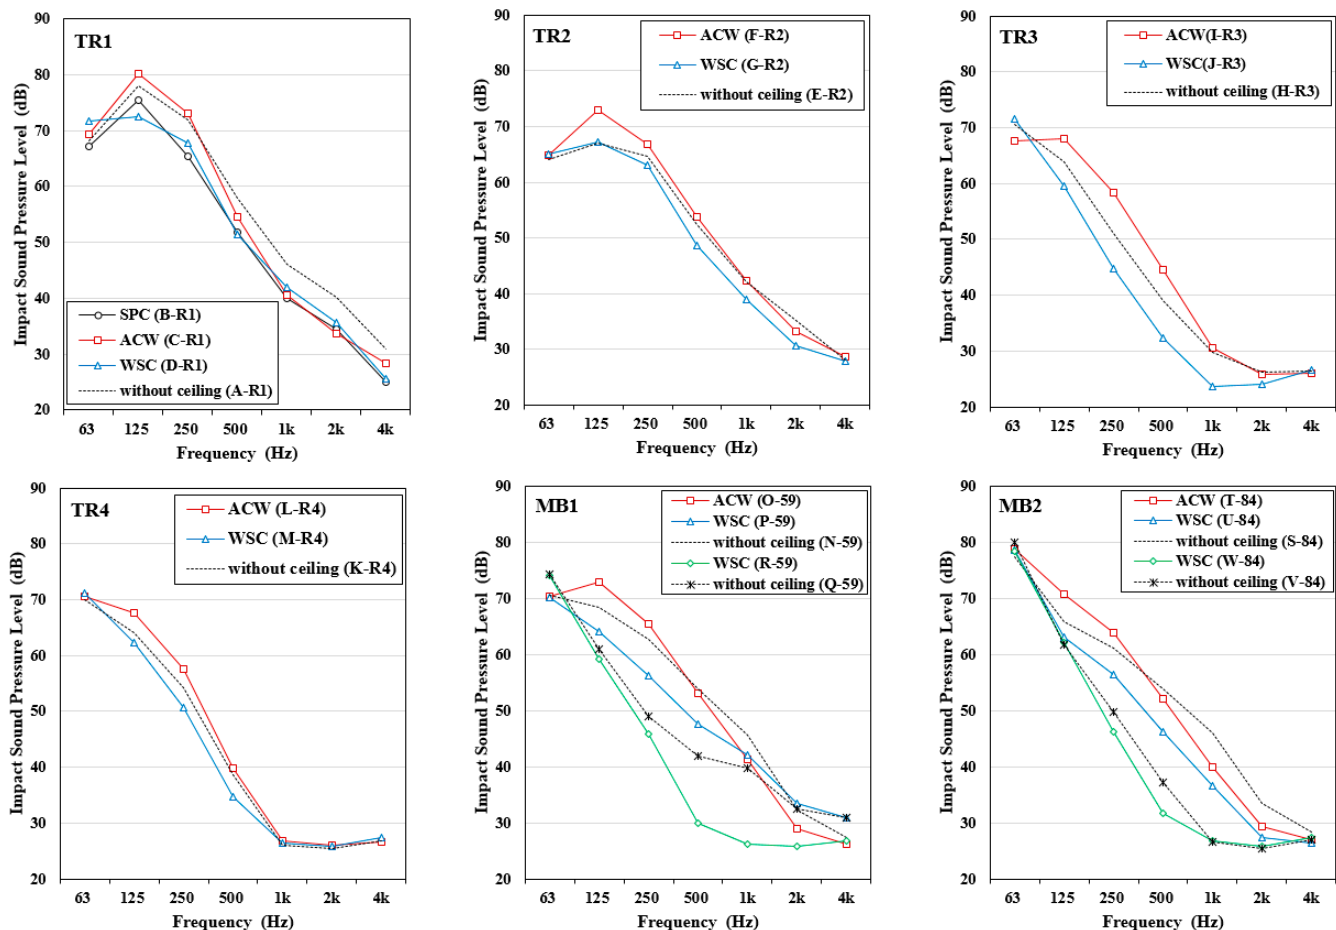 TR1
Impact Sound Pressure Level (dB)
90
80
70
60
50
40
30
20
SPC (B-R1)
ACW (C-R1)
WSC (D-R1)
without ceiling (A-R1)
63 125 250 500 1k 2k 4k
Frequency (Hz)
TR2
Impact Sound Pressure Level (dB)
90
80
70
60
50
40
30
20
ACW (F-R2)
WSC (G-R2)
without ceiling (E-R2)
63 125 250 500 1k 2k 4k
Frequency (Hz)
TR3
Impact Sound Pressure Level (dB)
90
80
70
60
50
40
30
20
ACW(I-R3)
WSC(J-R3)
without ceiling (H-R3)
63 125 250 500 1k 2k 4k
Frequency (Hz)
TR4
Impact Sound Pressure Level (dB)
90
80
70
60
50
40
30
20
ACW (L-R4)
WSC (M-R4)
without ceiling (K-R4)
63 125 250 500 1k 2k 4k
Frequency (Hz)
MB1
Impact Sound Pressure Level (dB)
90
80
70
60
50
40
30
20
ACW (O-59)
WSC (P-59)
without ceiling (N-59)
WSC (R-59)
without ceiling (Q-59)
63 125 250 500 1k 2k 4k
Frequency (Hz)
MB2
Impact Sound Pressure Level (dB)
90
80
70
60
50
40
30
20
ACW (T-84)
WSC (U-84)
without ceiling (S-84)
WSC (W-84)
without ceiling (V-84)
63 125 250 500 1k 2k 4k
Frequency (Hz)